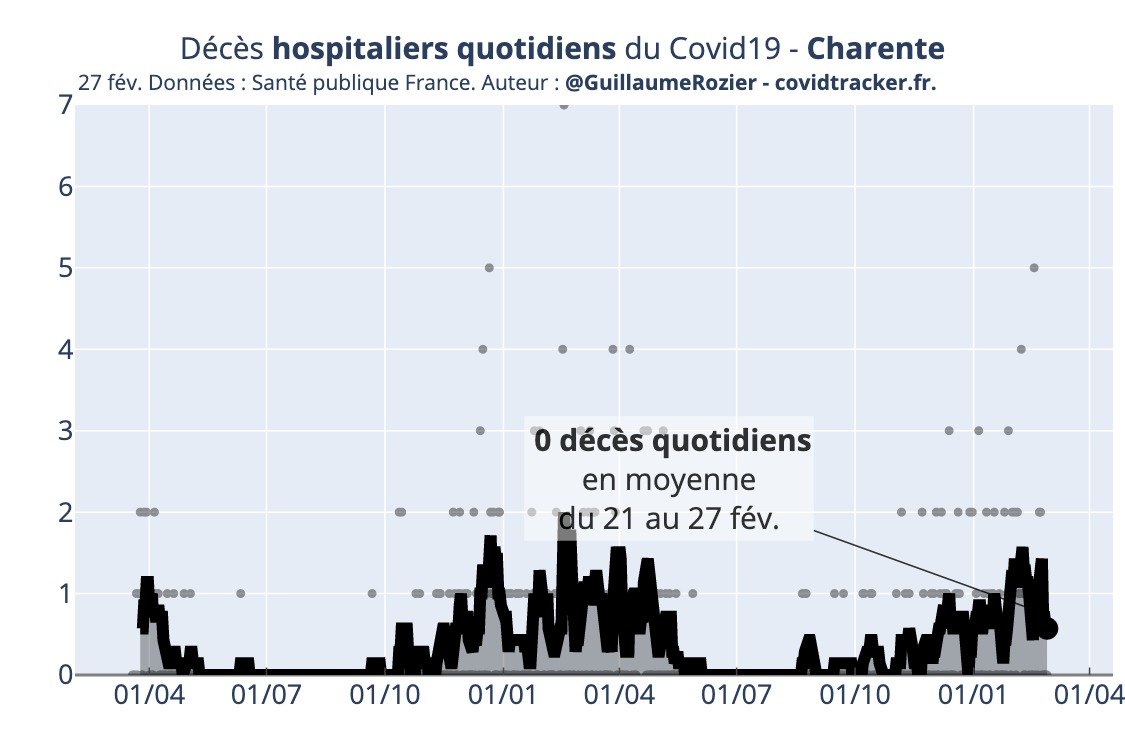 Décès hospitaliers quotidiens du Covid19 - Charente
27 fév. Données : Santé publique France. Auteur : @GuillaumeRozier - covidtracker.fr.
7
6
5
4
3
0 décès quotidiens
en moyenne
2
du 21 au 27 fév.
1
0
01/04 01/07 01/10 01/01 01/04 01/07 01/10 01/01 01/04